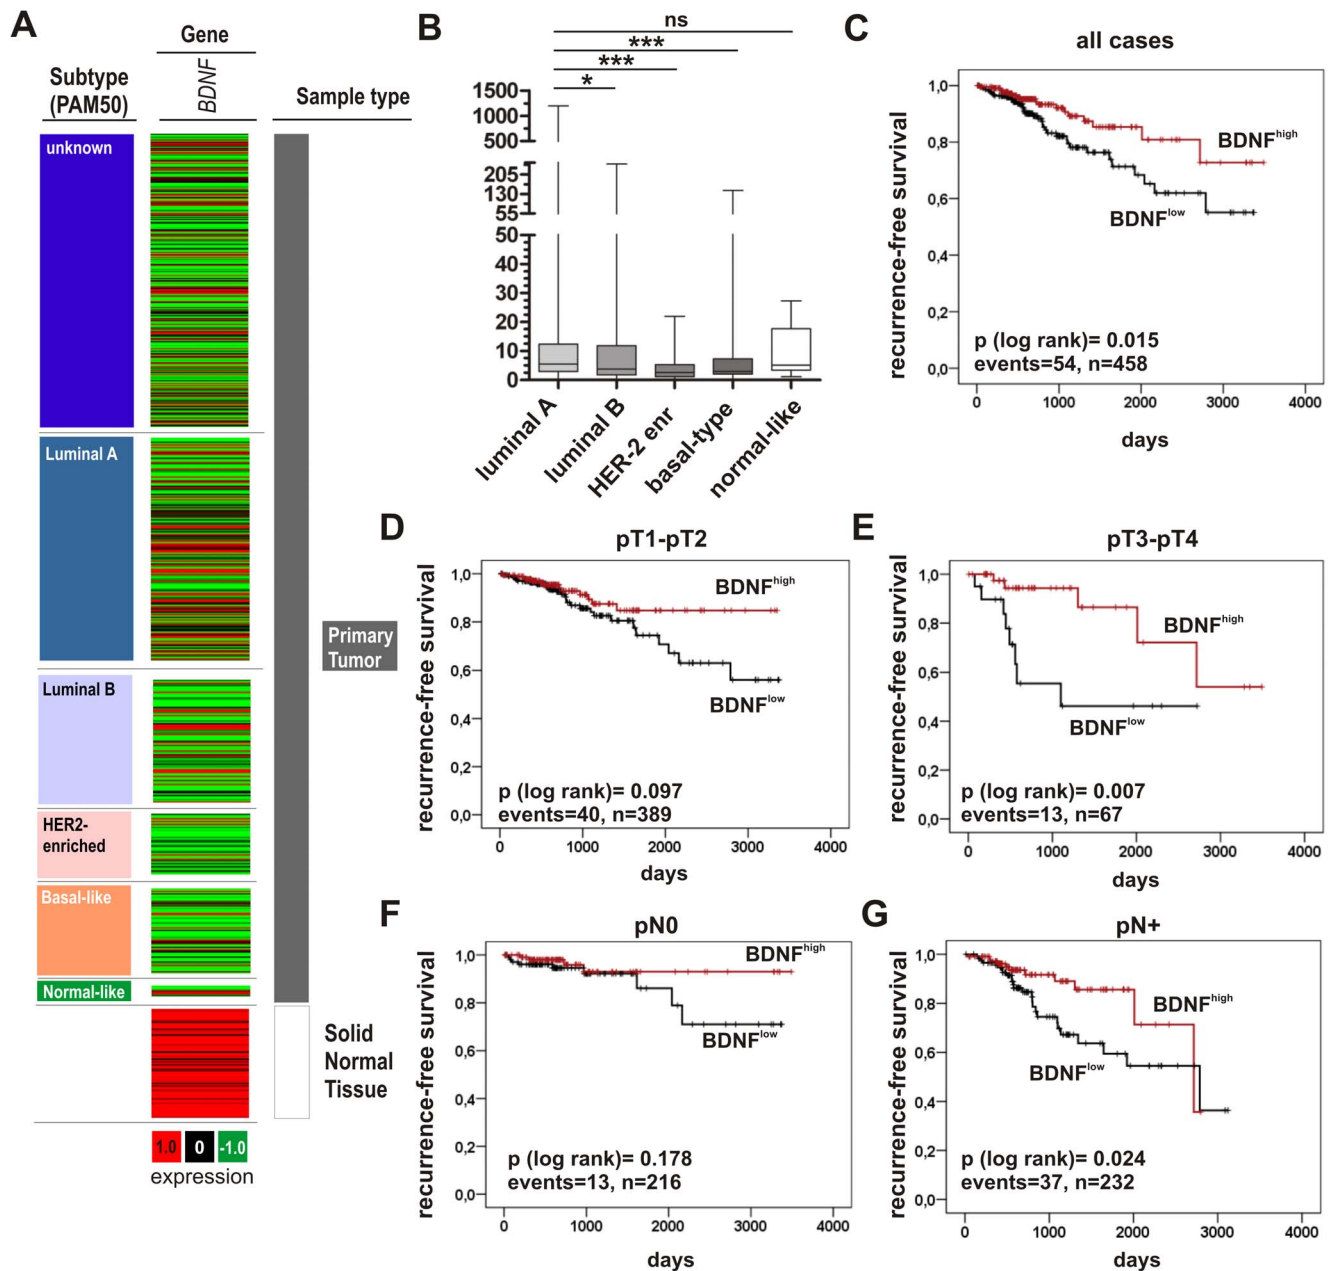 A
Gene
Subtype
(PAM50)
BDNF
Sample type
unknown
Luminal A
Luminal B
HER2-
enriched
Basal-like
Normal-like
Primary
Tumor
Solid
Normal
Tissue
1.0 0 -1.0
expression
B
ns
***
***
*
1500
1000
500
205
130
55
50
40
30
20
10
0
luminal A
luminal B
HER-2 enr
basal-type
normal-like
C
all cases
recurrence-free survival
1,0
0,8
0,6
0,4
0,2
0,0
BDNFhigh
BDNFlow
p (log rank)= 0.015
events=54, n=458
0 1000 2000 3000 4000
days
D
pT1-pT2
recurrence-free survival
1,0
0,8
0,6
0,4
0,2
0,0
BDNFhigh
BDNFlow
p (log rank)= 0.097
events=40, n=389
0 1000 2000 3000 4000
days
E
pT3-pT4
recurrence-free survival
1,0
0,8
0,6
0,4
0,2
0,0
BDNFhigh
BDNFlow
p (log rank)= 0.007
events=13, n=67
0 1000 2000 3000 4000
days
F
pN0
recurrence-free survival
1,0
0,8
0,6
0,4
0,2
0,0
BDNFhigh
BDNFlow
p (log rank)= 0.178
events=13, n=216
0 1000 2000 3000 4000
days
G
pN+
recurrence-free survival
1,0
0,8
0,6
0,4
0,2
0,0
BDNFhigh
BDNFlow
p (log rank)= 0.024
events=37, n=232
0 1000 2000 3000 4000
days